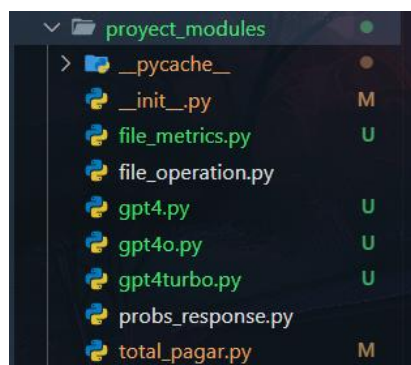 proyect_modules
__pycache__
__init__.py M
file_metrics.py U
file_operation.py
gpt4.py U
gpt4o.py U
gpt4turbo.py U
probs_response.py
total_pagar.py M